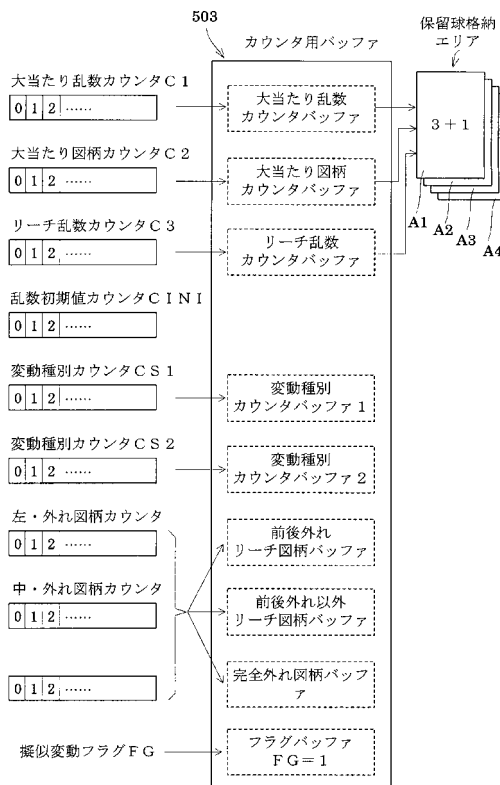 503
カウンタ用バッファ
保留球格納
エリア
大当たり乱数カウンタC1
0 1 2 ……
大当たり乱数
カウンタバッファ
3+1
大当たり図柄カウンタC2
0 1 2 ……
大当たり図柄
カウンタバッファ
A1
A2
A3
A4
リーチ乱数カウンタC3
0 1 2 ……
リーチ乱数
カウンタバッファ
乱数初期値カウンタCINI
0 1 2 ……
変動種別カウンタCS1
0 1 2 ……
変動種別
カウンタバッファ1
変動種別カウンタCS2
0 1 2 ……
変動種別
カウンタバッファ2
左・外れ図柄カウンタ
0 1 2 ……
前後外れ
リーチ図柄バッファ
中・外れ図柄カウンタ
0 1 2 ……
前後外れ以外
リーチ図柄バッファ
0 1 2 ……
完全外れ図柄バッフ
ァ
擬似変動フラグFG
フラグバッファ
FG=1